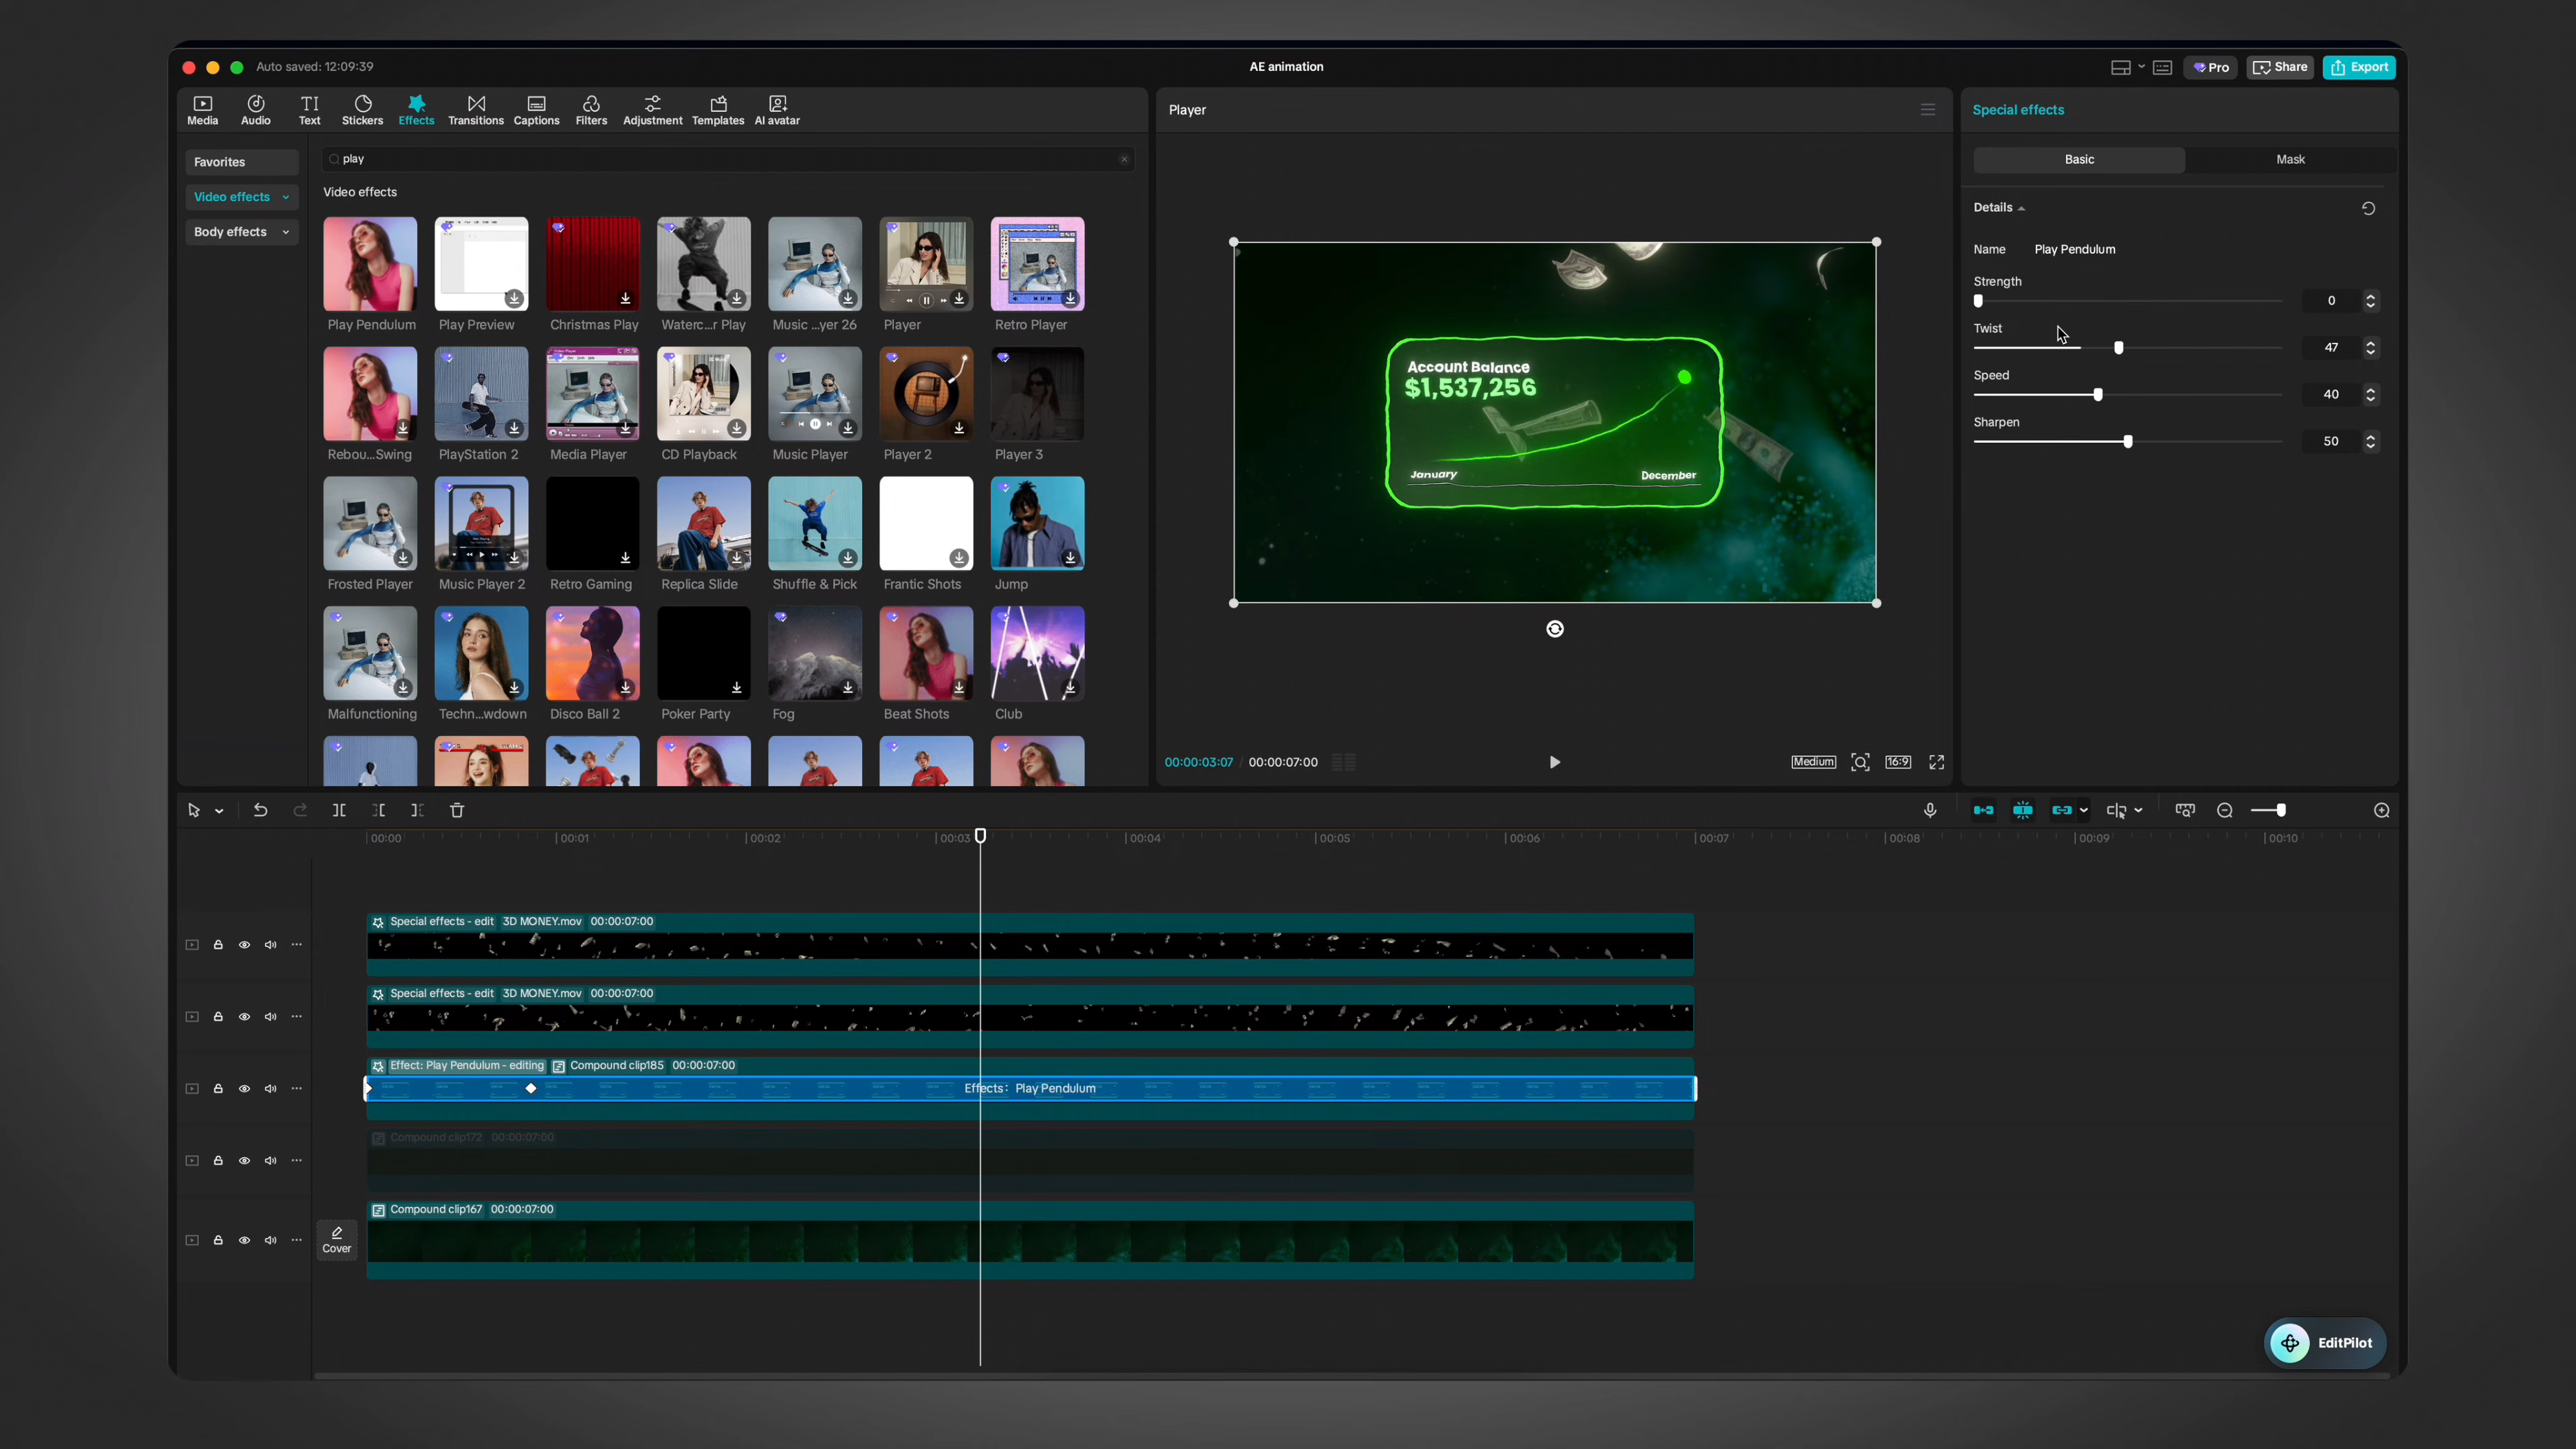 Auto saved: 12:09:39
AE animation
Pro
Share
Export
Media
Audio
TI
Text
Stickers
Effects
Transitions
Captions
Filters
Adjustment
Templates
AI avatar
Favorites
Video effects
Body effects
play
Video effects
Play Pendulum
Play Preview
Christmas Play
Waterc...r Play
Music ...yer 26
Player
Retro Player
Rebou...Swing
PlayStation 2
Media Player
CD Playback
Music Player
Player 2
Player 3
Frosted Player
Music Player 2
Retro Gaming
Replica Slide
Shuffle & Pick
Frantic Shots
Jump
Malfunctioning
Techn...wdown
Disco Ball 2
Poker Party
Fog
Beat Shots
Club
Player
Account Balance
$1,537,256
January
December
00:00:03:07 / 00:00:07:00
Medium
16:9
Special effects
Basic
Mask
Details
Name Play Pendulum
Strength
0
Twist
47
Speed
40
Sharpen
50
00:00
00:01
00:02
00:03
00:04
00:05
00:06
00:07
00:08
00:09
00:10
Special effects - edit 3D MONEY.mov 00:00:07:00
Special effects - edit 3D MONEY.mov 00:00:07:00
Effect: Play Pendulum - editing Compound clip185 00:00:07:00
Effects: Play Pendulum
Compound clip172 00:00:07:00
Compound clip167 00:00:07:00
Cover
EditPilot